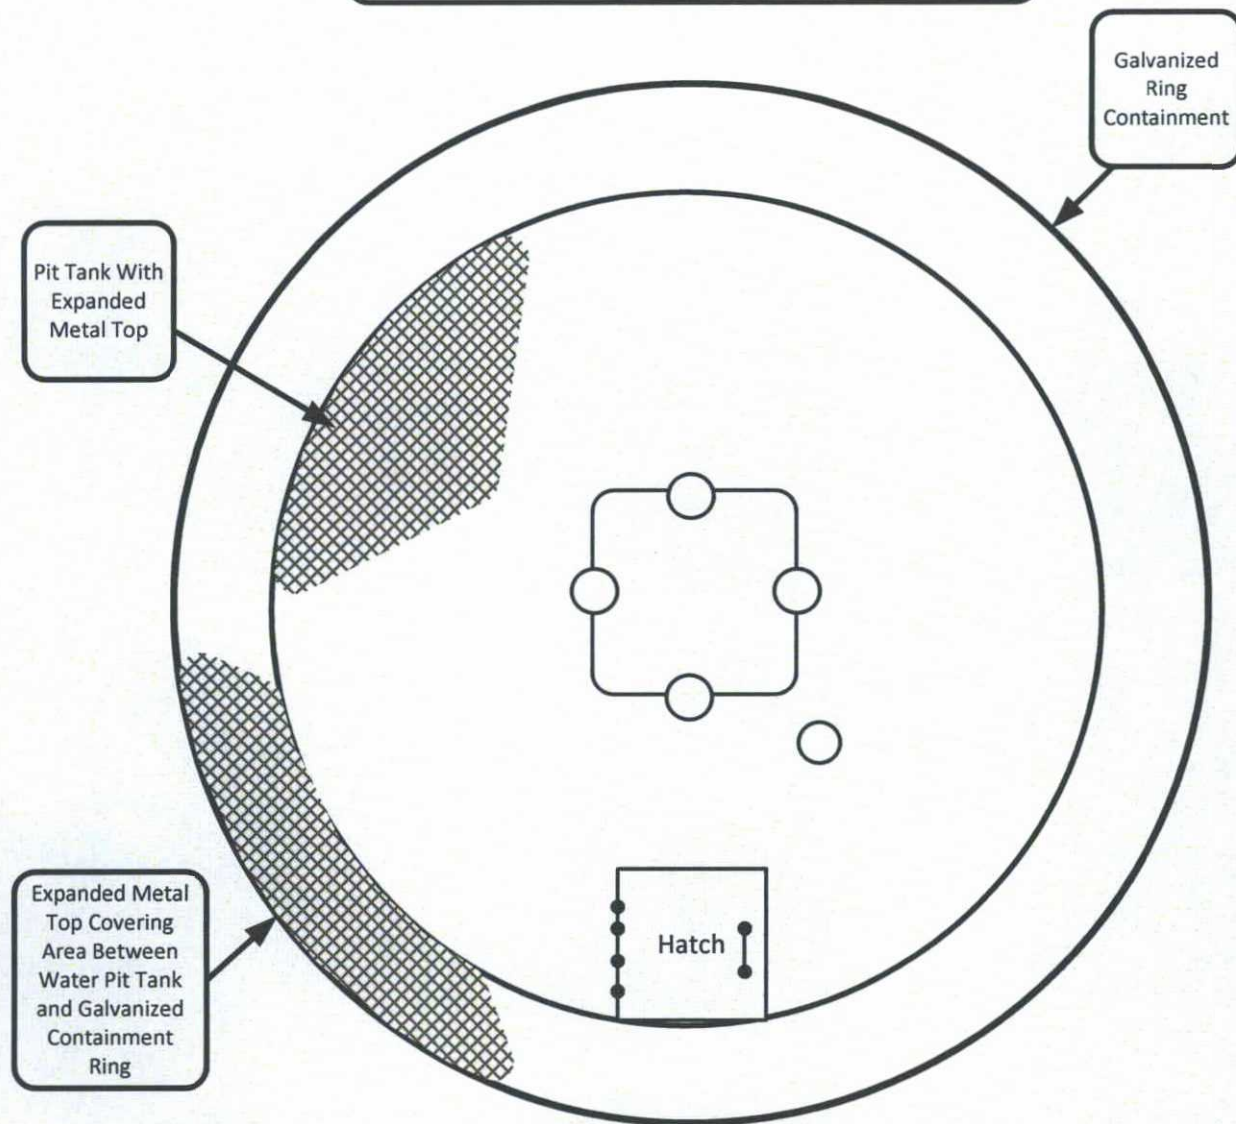 Galvanized
Ring
Containment
Pit Tank With
Expanded
Metal Top
Expanded Metal
Top Covering
Area Between
Water Pit Tank
and Galvanized
Containment
Ring
Hatch